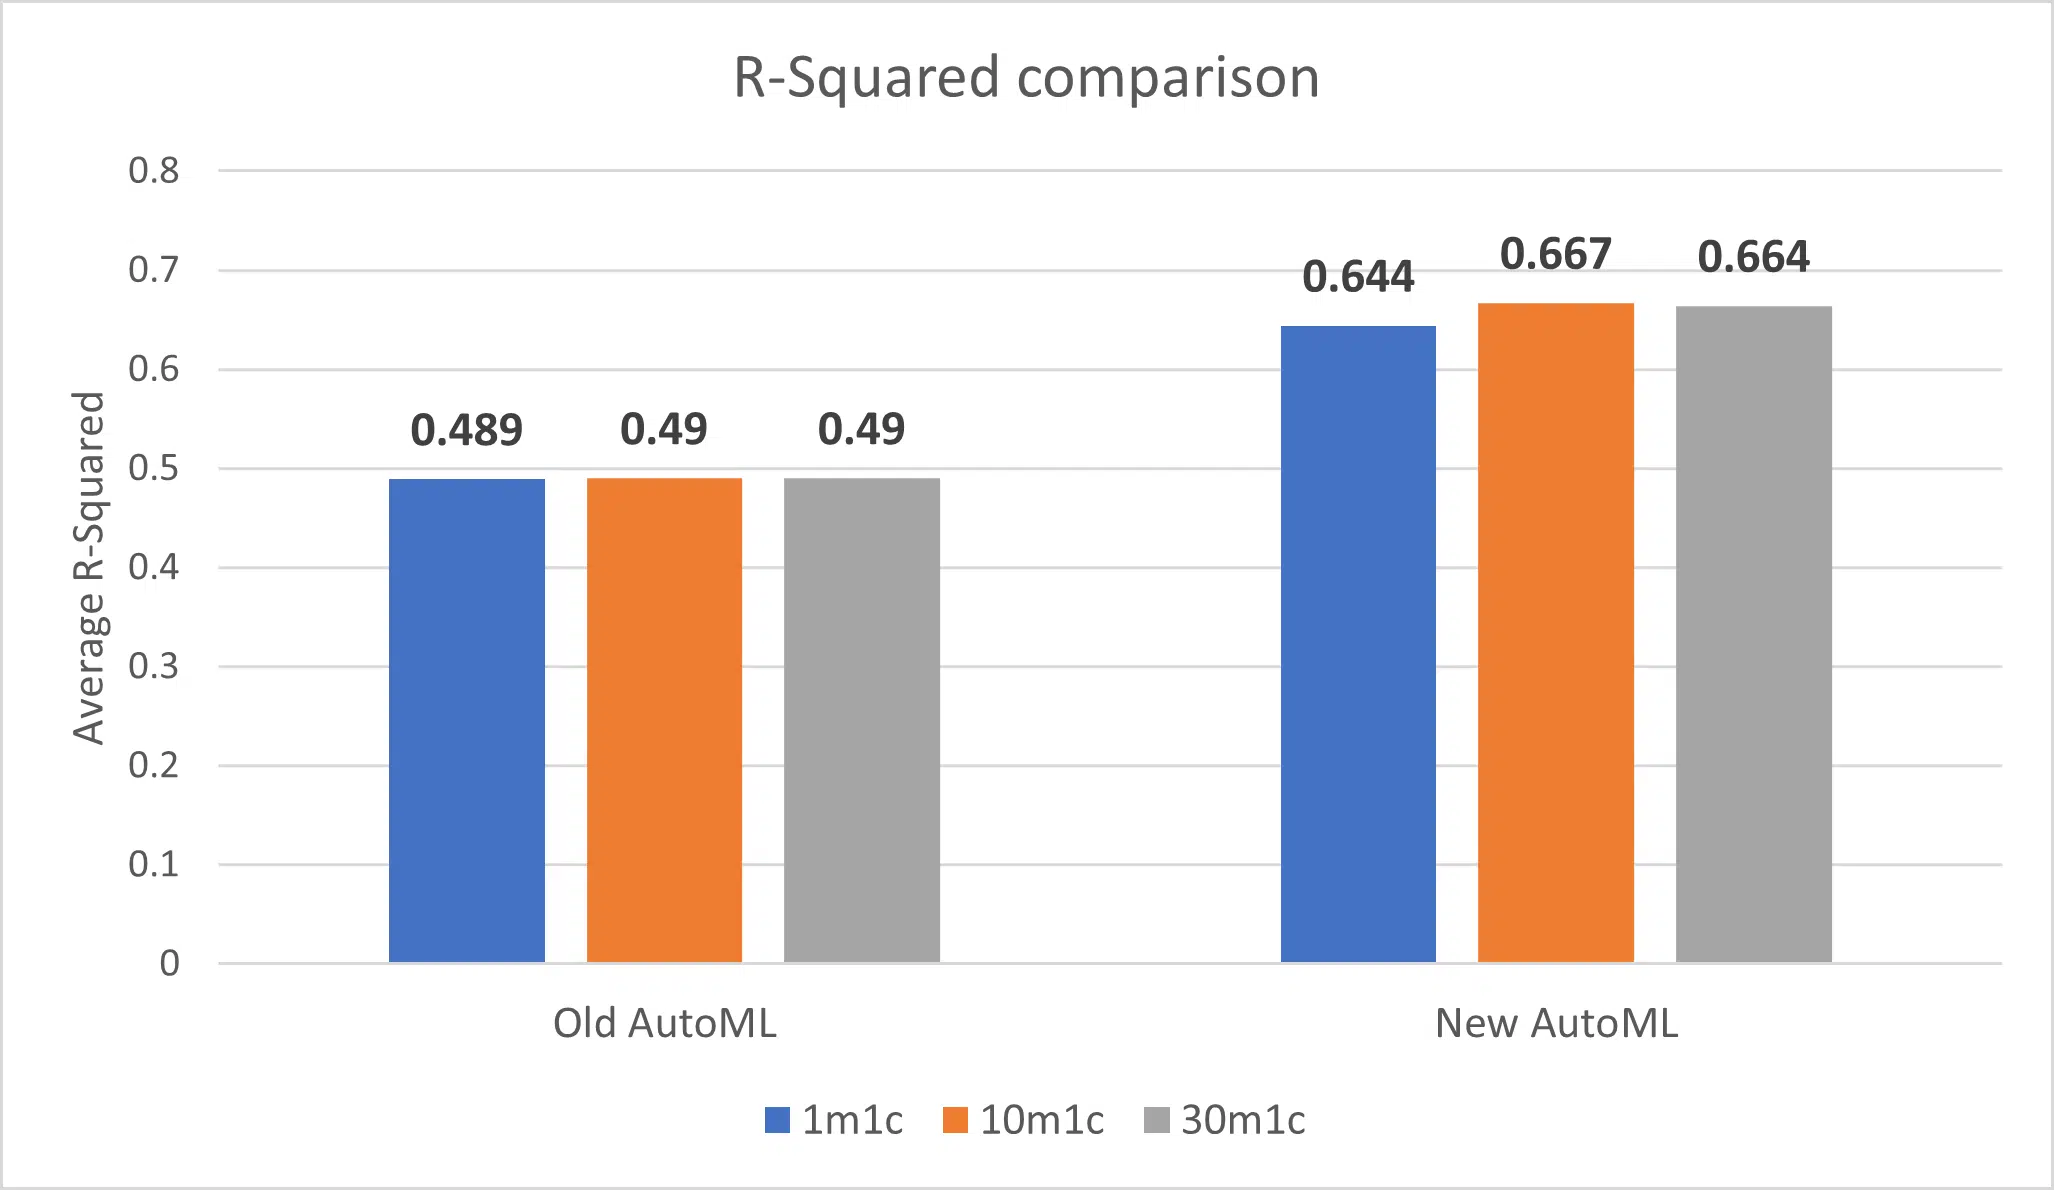 R-Squared comparison
0.8
0.7
0.6
0.5
0.4
0.3
0.2
0.1
0
Average R-Squared
0.489
0.49
0.49
0.644
0.667
0.664
Old AutoML
New AutoML
1m1c
10m1c
30m1c